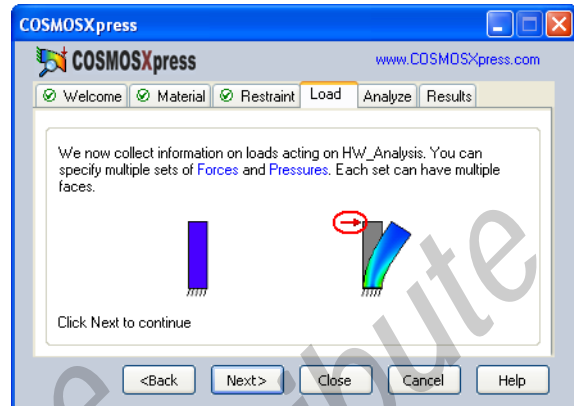 COSMOSXpress
COSMOSXpress
www.COSMOSXpress.com
Welcome Material Restraint Load Analyze Results
We now collect information on loads acting on HW_Analysis. You can
specify multiple sets of Forces and Pressures. Each set can have multiple
faces.
Click Next to continue
<Back Next> Close Cancel Help